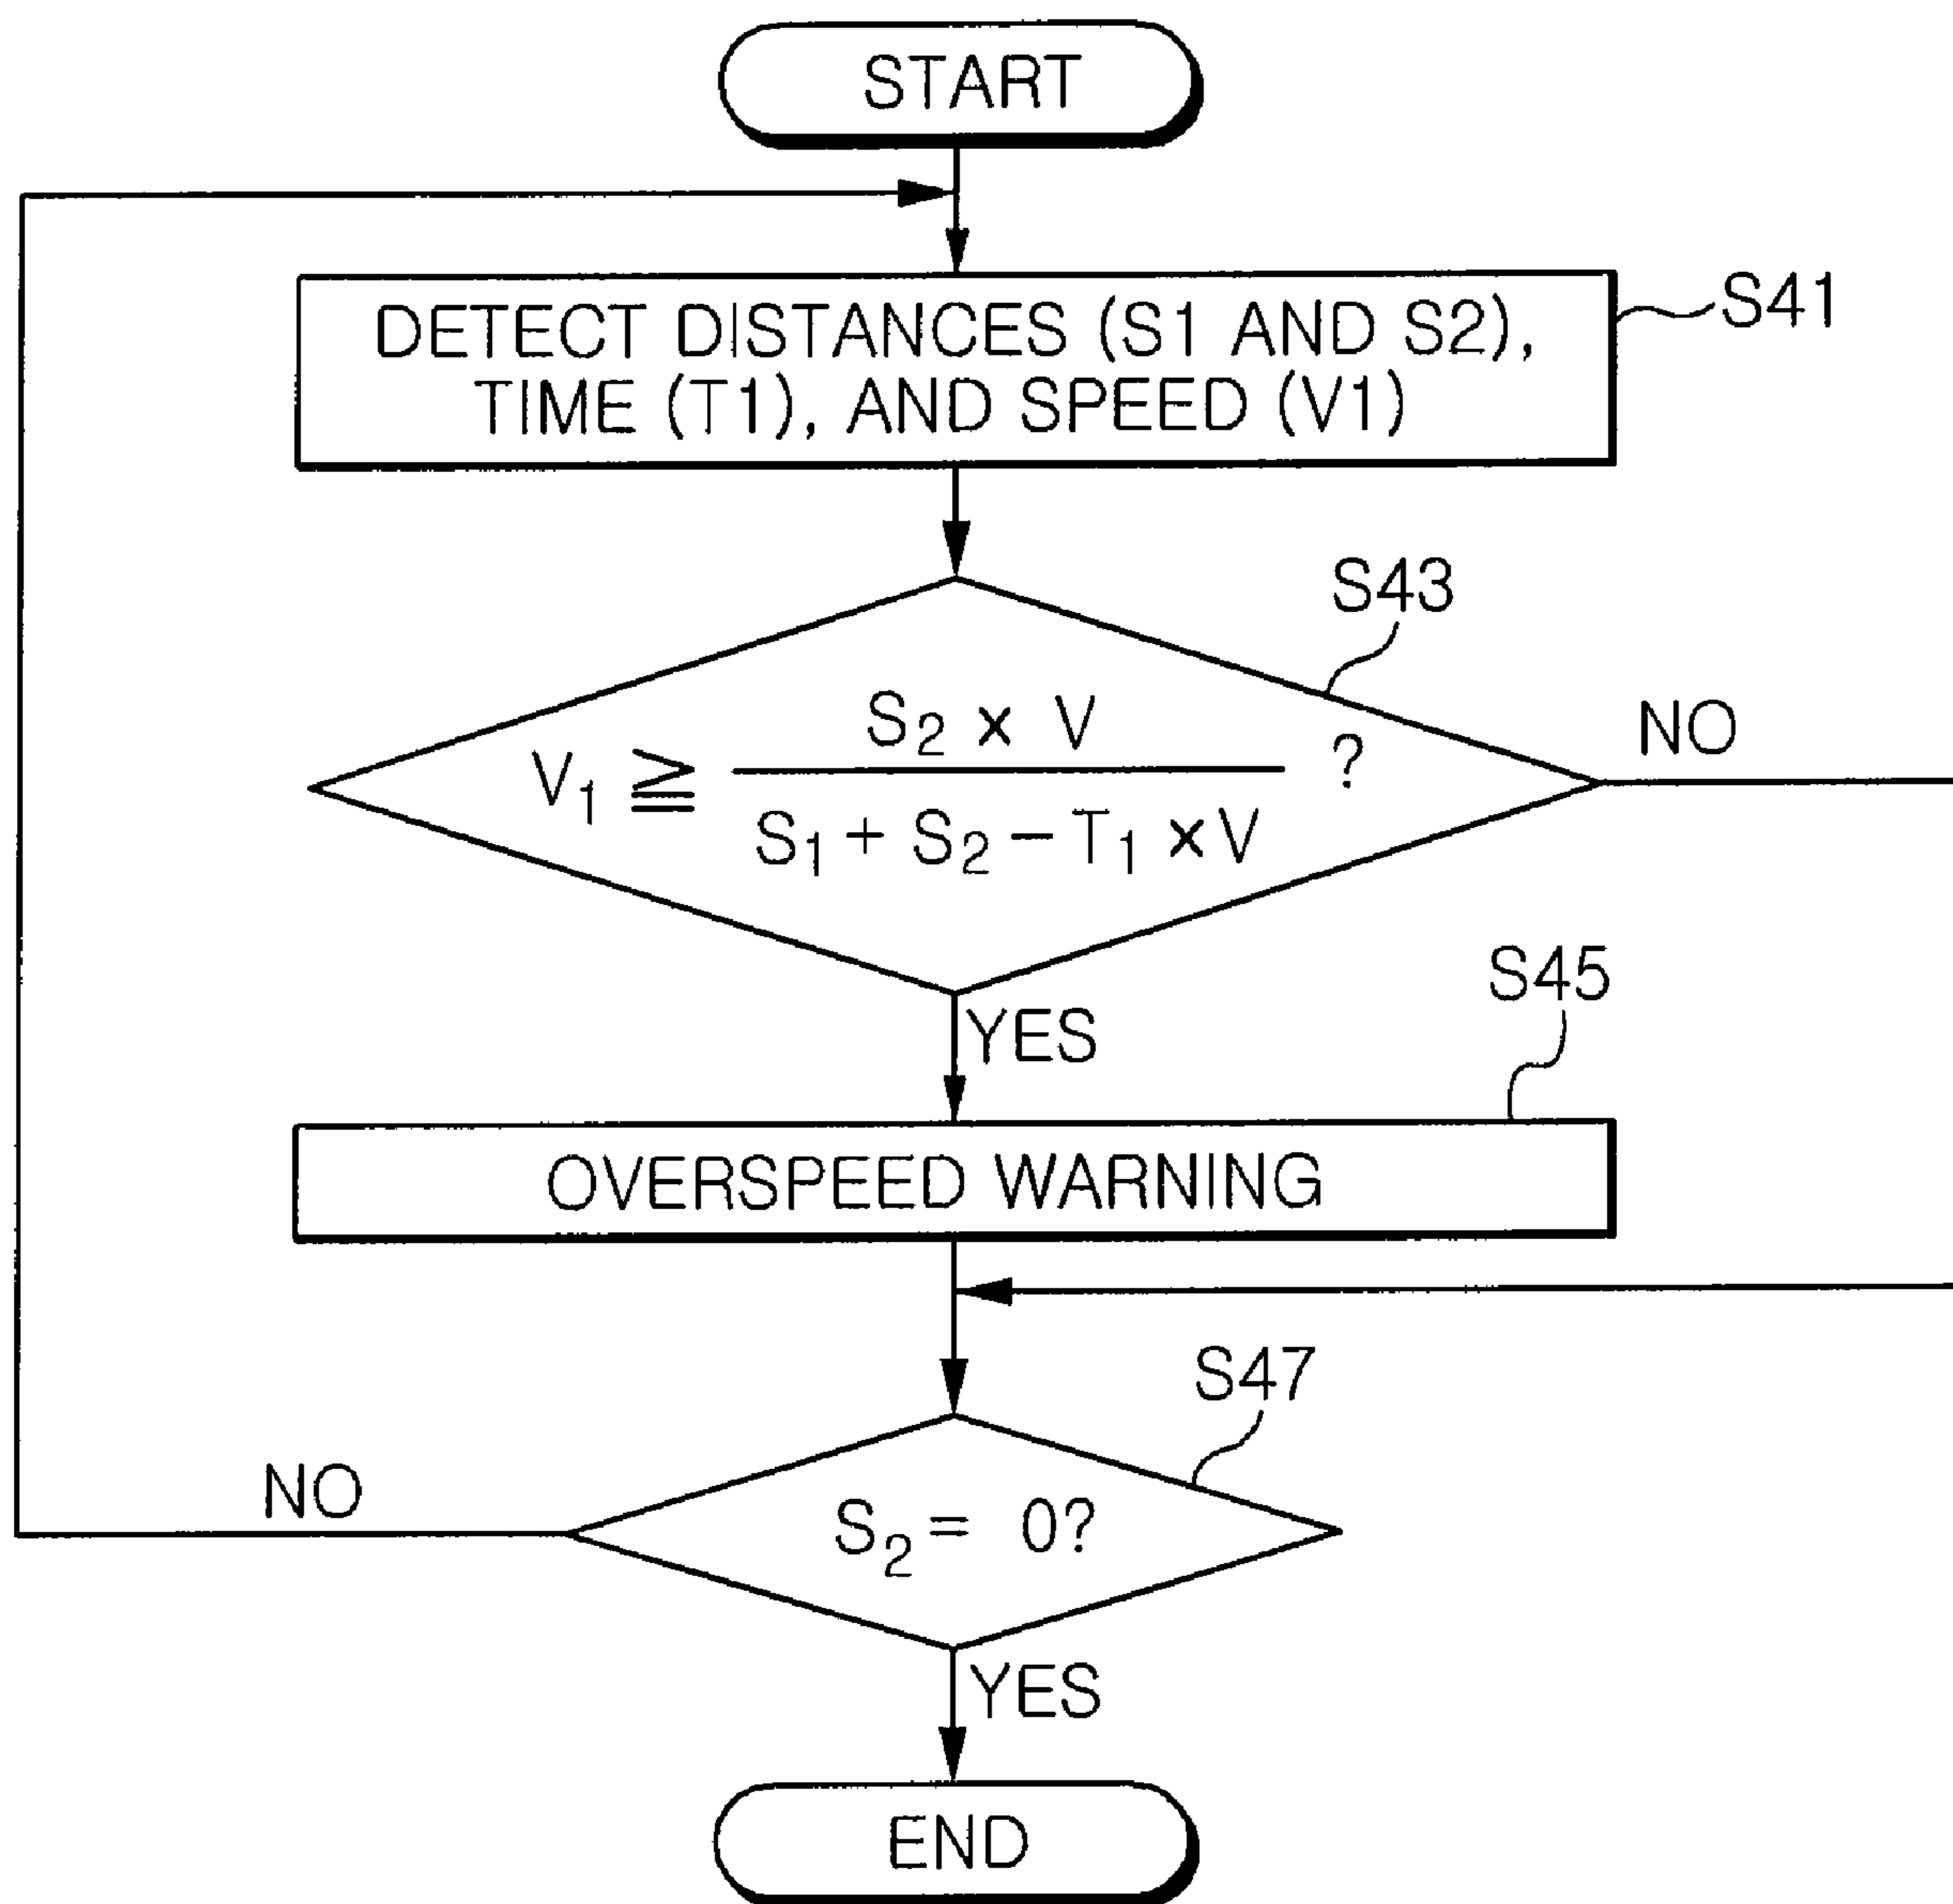 START
DETECT DISTANCES (S1 AND S2),
TIME (T1), AND SPEED (V1)
S41
S43
V₁ ≧ S₂ x V / S₁ + S₂ – T₁ x V ?
NO
YES
S45
OVERSPEED WARNING
S47
S₂ = 0?
NO
YES
END